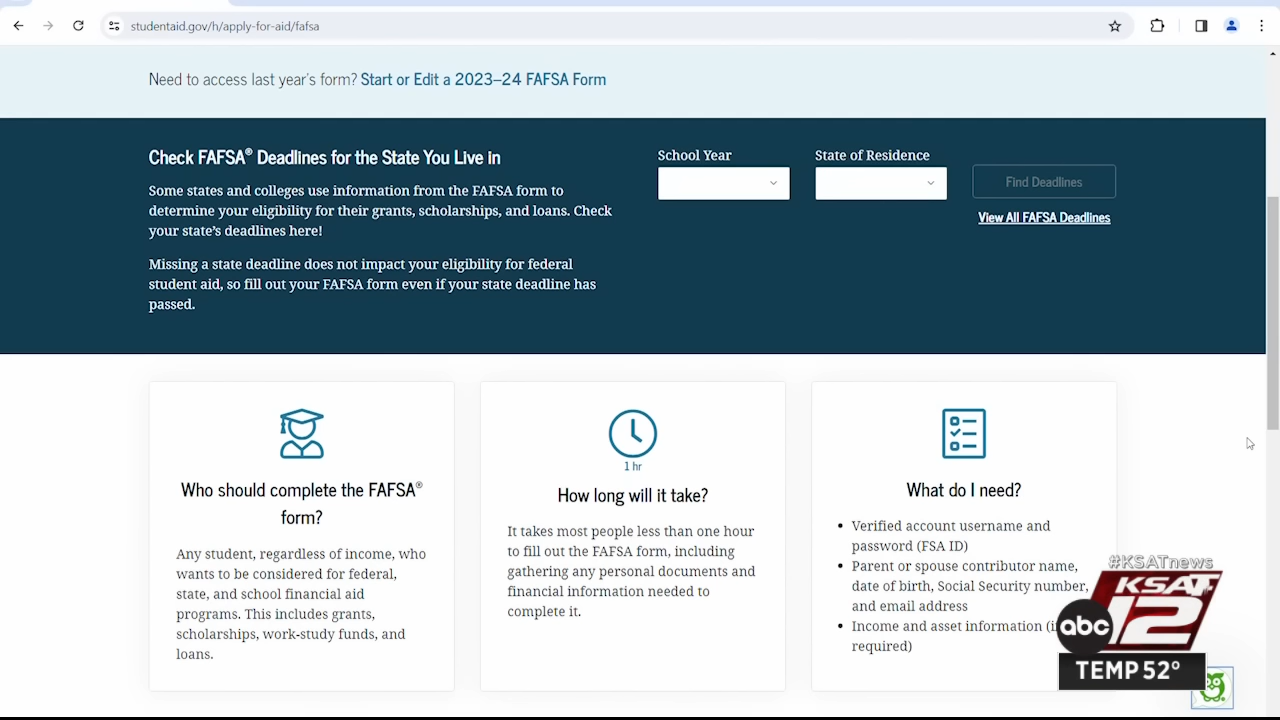 studentaid.gov/h/apply-for-aid/fafsa
Need to access last year's form? Start or Edit a 2023–24 FAFSA Form
Check FAFSA® Deadlines for the State You Live in
Some states and colleges use information from the FAFSA form to
determine your eligibility for their grants, scholarships, and loans. Check
your state's deadlines here!
Missing a state deadline does not impact your eligibility for federal
student aid, so fill out your FAFSA form even if your state deadline has
passed.
School Year
State of Residence
Find Deadlines
View All FAFSA Deadlines
Who should complete the FAFSA®
form?
Any student, regardless of income, who
wants to be considered for federal,
state, and school financial aid
programs. This includes grants,
scholarships, work-study funds, and
loans.
1 hr
How long will it take?
It takes most people less than one hour
to fill out the FAFSA form, including
gathering any personal documents and
financial information needed to
complete it.
What do I need?
• Verified account username and
password (FSA ID)
• Parent or spouse contributor name,
date of birth, Social Security number,
and email address
• Income and asset information
required)
#KSATnews
KSAT
abc 12
TEMP 52°